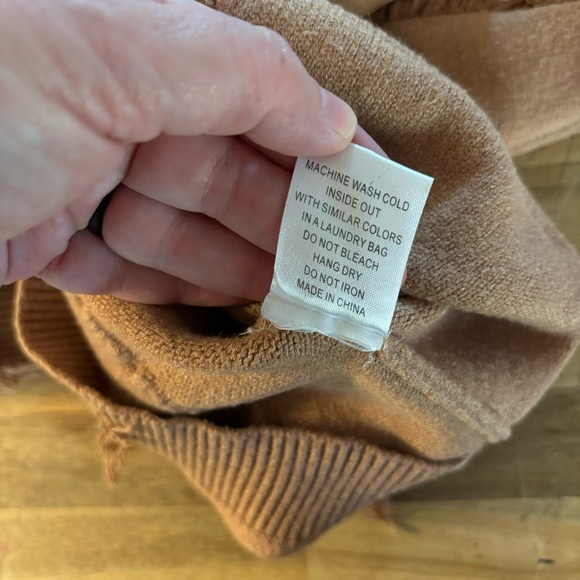 MACHINE WASH COLD
INSIDE OUT
WITH SIMILAR COLORS
IN A LAUNDRY BAG
DO NOT BLEACH
HANG DRY
DO NOT IRON
MADE IN CHINA